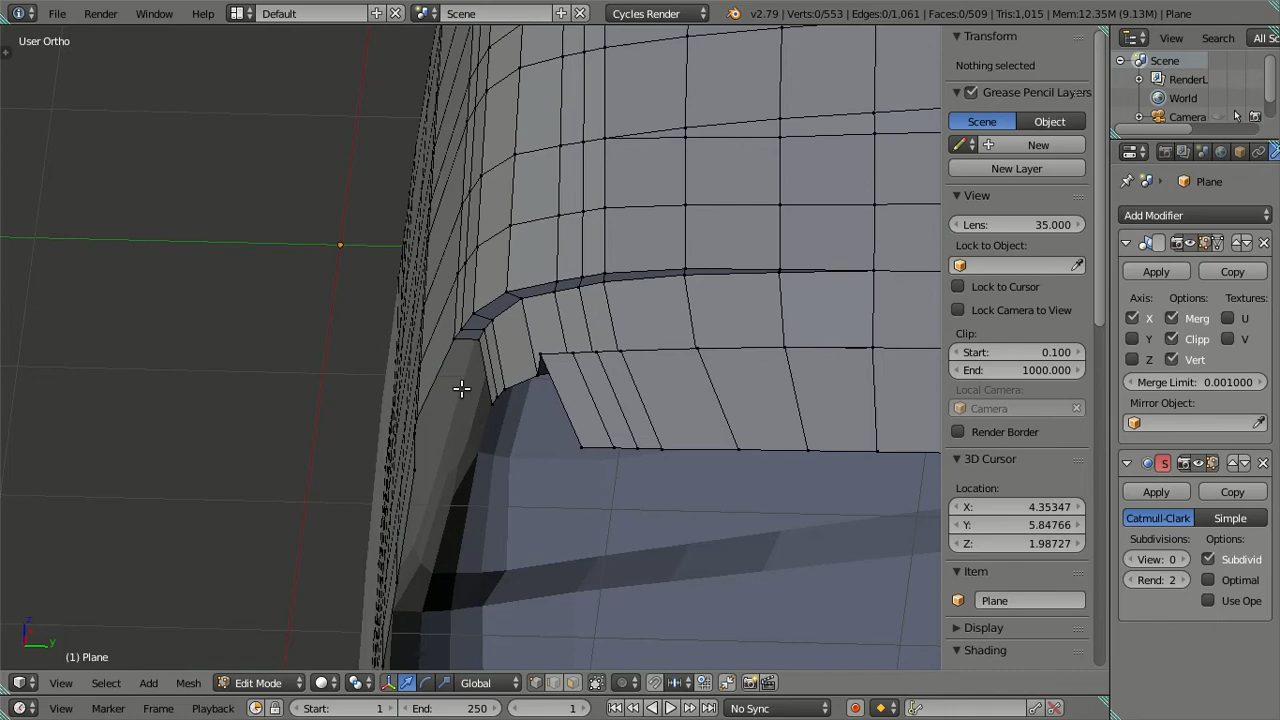 File Render Window Help Default Scene Cycles Render v2.79 | Verts:0/553 | Edges:0/1,061 | Faces:0/509 | Tris:1,015 | Mem:12.35M (9.13M) | Plane
User Ortho
(1) Plane
View Select Add Mesh Edit Mode Global
View Marker Frame Playback Start: 1 End: 250 1 No Sync
Transform
Nothing selected
Grease Pencil Layers
Scene Object
New
New Layer
View
Lens: 35.000
Lock to Object:
Lock to Cursor
Lock Camera to View
Clip:
Start: 0.100
End: 1000.000
Local Camera:
Camera
Render Border
3D Cursor
Location:
X: 4.35347
Y: 5.84766
Z: 1.98727
Item
Plane
Display
Shading
View Search All Sc
Scene
RenderL
World
Camera
Plane
Add Modifier
Apply Copy
Axis: Options: Textures:
X Merg U
Y Clipp V
Z Vert
Merge Limit: 0.001000
Mirror Object:
S
Apply Copy
Catmull-Clark Simple
Subdivisions: Options:
View: 0 Subdivid
Rend: 2 Optimal
Use Ope
z
y